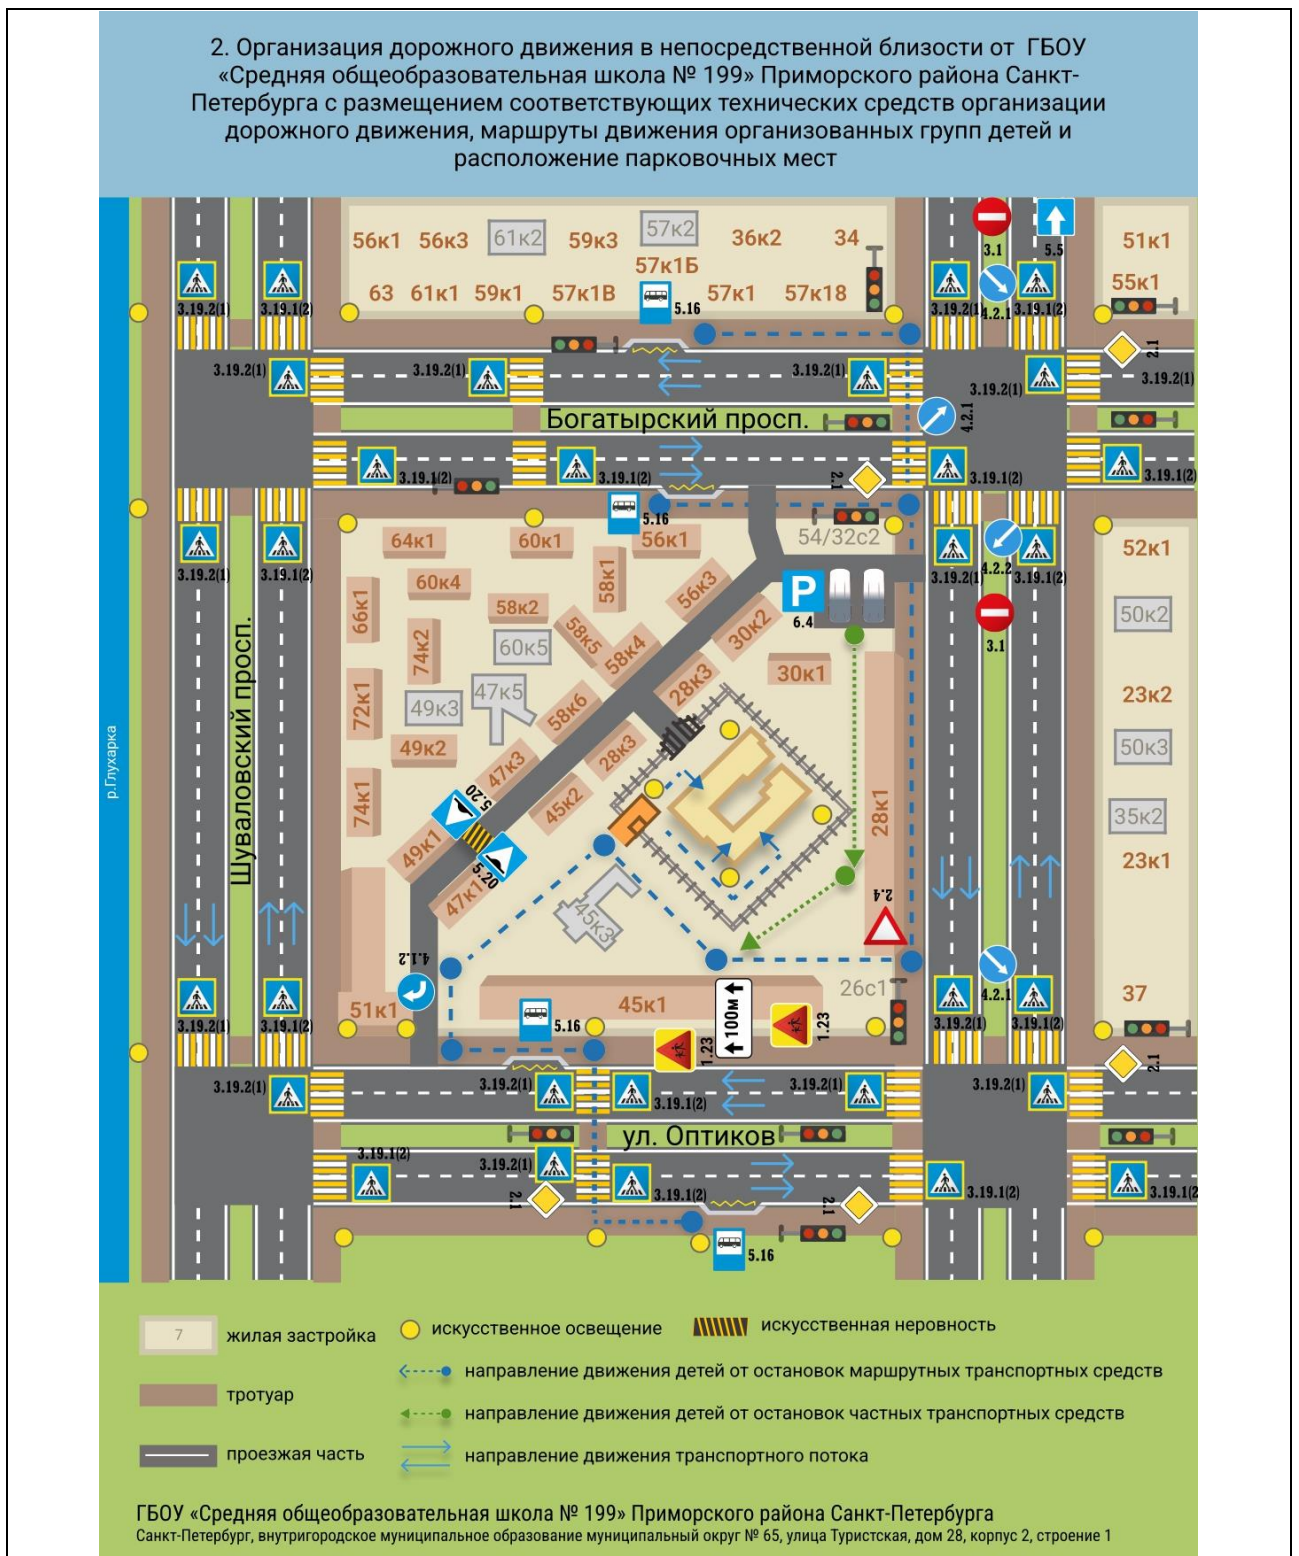 2. Организация дорожного движения в непосредственной близости от ГБОУ
«Средняя общеобразовательная школа № 199» Приморского района Санкт-
Петербурга с размещением соответствующих технических средств организации
дорожного движения, маршруты движения организованных групп детей и
расположение парковочных мест
56к1 56к3 61к2 59к3 57к2 36к2 34
3.1 5.5 51к1
57к1Б
63 61к1 59к1 57к1В 5.16 57к1 57к18
55к1
3.19.2(1) 3.19.1(2) 3.19.2(1) 4.2.1 3.19.1(2)
2.1
3.19.2(1) 3.19.2(1) 3.19.2(1) 3.19.2(1) 3.19.2(1)
Богатырский просп.
4.2.1
3.19.1(2) 3.19.1(2) 2.1 3.19.1(2) 3.19.1(2)
5.16
64к1 60к1 56к1 54/32с2
52к1
3.19.2(1) 3.19.1(2) 3.19.2(1) 4.2.2 3.19.1(2)
60к4 58к1 56к3
P
6.4
66к1 58к2 30к2
50к2
3.1
74к2 60к5 58к5 58к4
Шуваловский просп.
30к1
72к1 49к3 47к5 58к6 28к3
23к2
49к2 47к3 28к3
50к3
р.Глухарка
74к1 5.20 45к2
28к1
35к2
49к1
5.20
23к1
47к1 45к3
2.4
4.1.2
51к1 45к1 26с1
4.2.1
37
5.16 100м 1.23
3.19.2(1) 3.19.1(2) 3.19.2(1) 3.19.1(2)
1.23
2.1
3.19.2(1) 3.19.2(1) 3.19.1(2) 3.19.2(1) 3.19.2(1)
ул. Оптиков
3.19.1(2) 3.19.2(1)
2.1 3.19.1(2) 2.1 3.19.1(2) 3.19.1(2)
5.16
7 жилая застройка
искусственное освещение
искусственная неровность
направление движения детей от остановок маршрутных транспортных средств
тротуар
направление движения детей от остановок частных транспортных средств
проезжая часть
направление движения транспортного потока
ГБОУ «Средняя общеобразовательная школа № 199» Приморского района Санкт-Петербурга
Санкт-Петербург, внутригородское муниципальное образование муниципальный округ № 65, улица Туристская, дом 28, корпус 2, строение 1